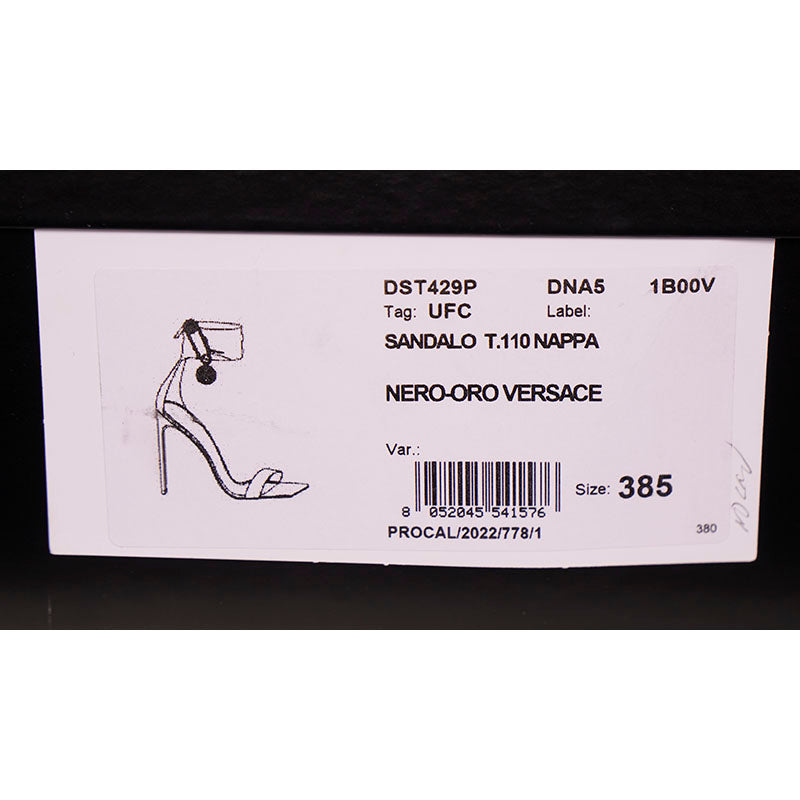 DST429P DNA5 1B00V
Tag: UFC Label:
SANDALO T.110 NAPPA
NERO-ORO VERSACE
Var.:
8 052045 541576
Size: 385
PROCAL/2022/778/1
380